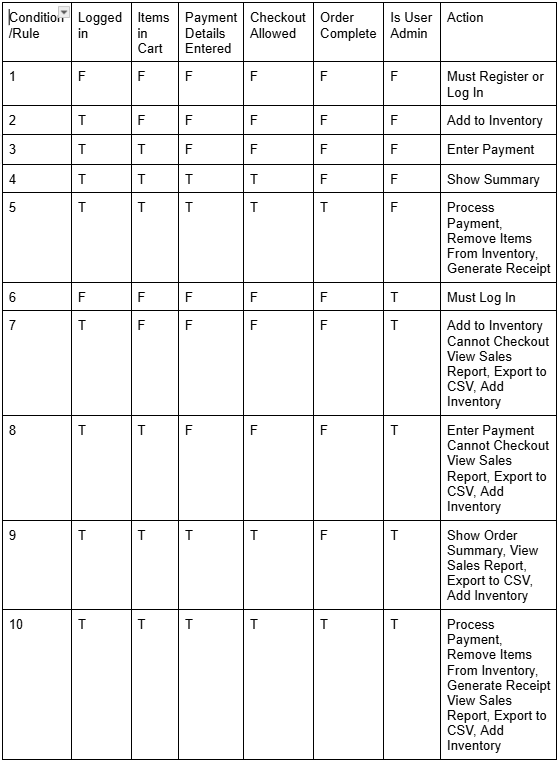 Condition Logged Items Payment Checkout Order Is User Action
/Rule in in Details Allowed Complete Admin
Cart Entered
1 F F F F F F Must Register or
Log In
2 T F F F F F Add to Inventory
3 T T F F F F Enter Payment
4 T T T T F F Show Summary
5 T T T T T F Process
Payment,
Remove Items
From Inventory,
Generate Receipt
6 F F F F F T Must Log In
7 T F F F F T Add to Inventory
Cannot Checkout
View Sales
Report, Export to
CSV, Add
Inventory
8 T T F F F T Enter Payment
Cannot Checkout
View Sales
Report, Export to
CSV, Add
Inventory
9 T T T T F T Show Order
Summary, View
Sales Report,
Export to CSV,
Add Inventory
10 T T T T T T Process
Payment,
Remove Items
From Inventory,
Generate Receipt
View Sales
Report, Export to
CSV, Add
Inventory